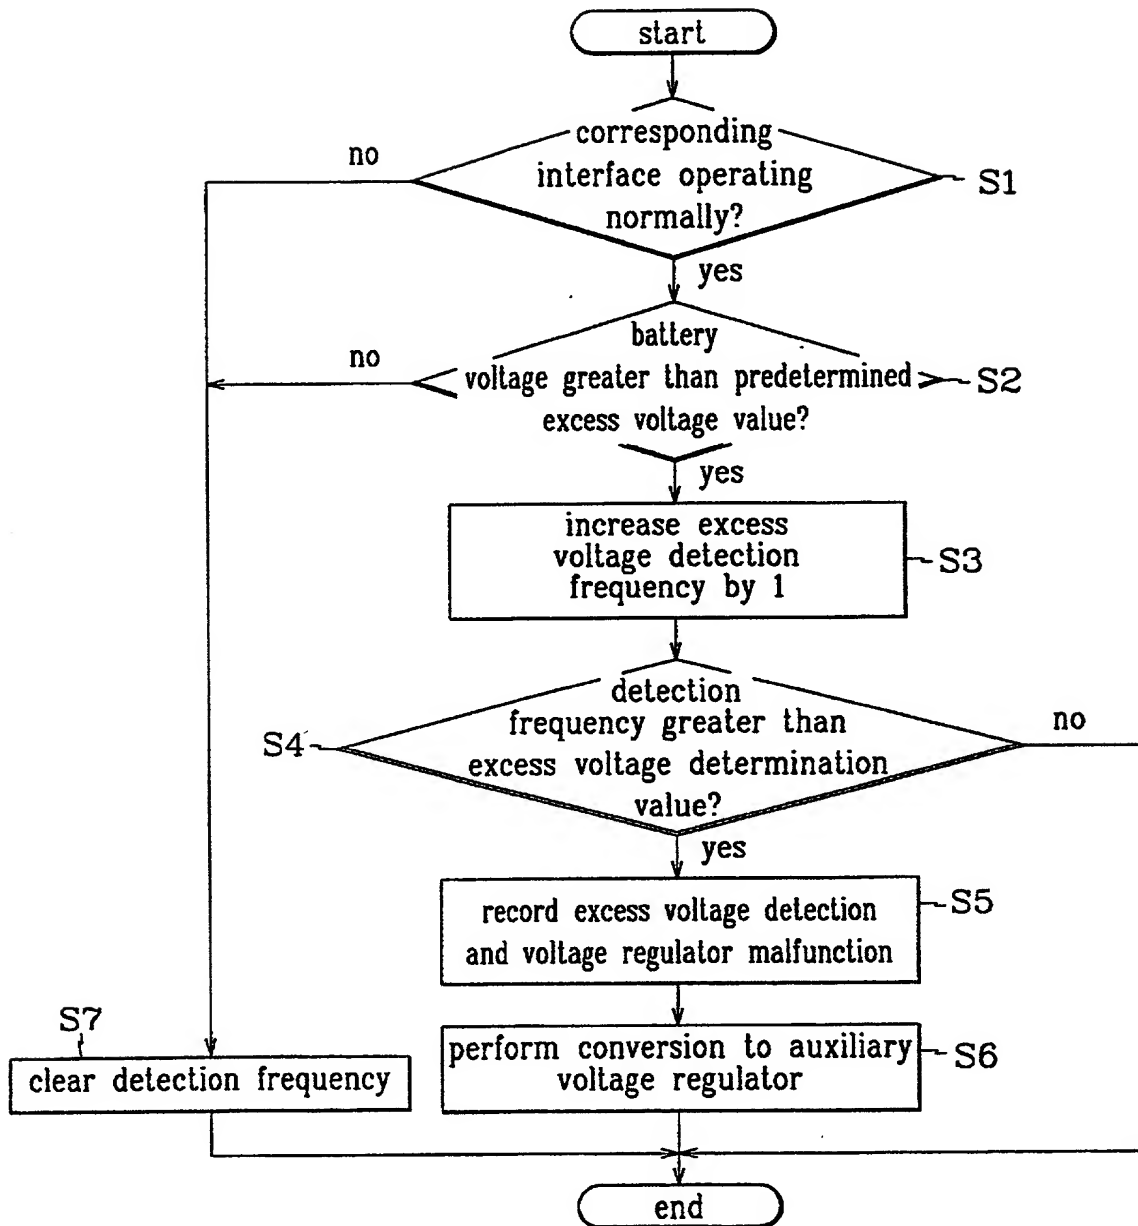 start
corresponding
interface operating
normally?
no
S1
yes
battery
voltage greater than predetermined
excess voltage value?
no
S2
yes
increase excess
voltage detection
frequency by 1
S3
detection
frequency greater than
excess voltage determination
value?
S4
no
yes
record excess voltage detection
and voltage regulator malfunction
S5
S7
clear detection frequency
perform conversion to auxiliary
voltage regulator
S6
end